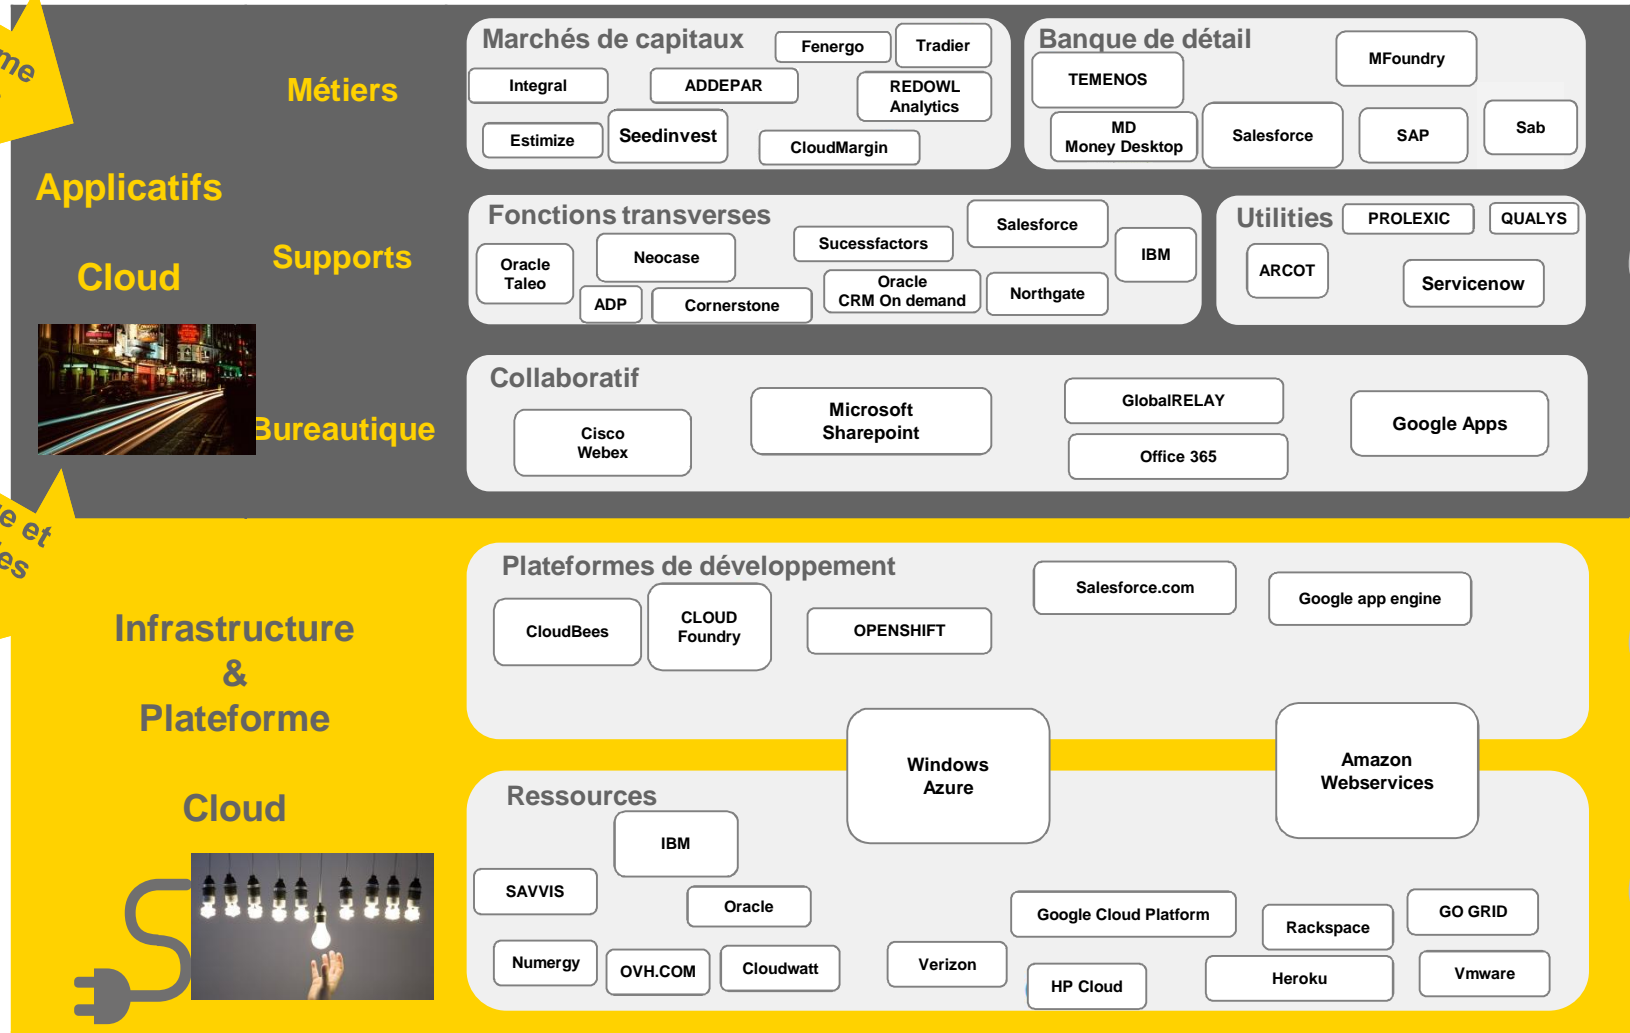 Applicatifs
Cloud
Métiers
Marchés de capitaux
Fenergo
Tradier
Integral
ADDEPAR
REDOWL
Analytics
Estimize
Seedinvest
CloudMargin
Banque de détail
MFoundry
TEMENOS
MD
Money Desktop
Salesforce
SAP
Sab
Supports
Fonctions transverses
Salesforce
Sucessfactors
Neocase
IBM
Oracle
Taleo
ADP
Cornerstone
Oracle
CRM On demand
Northgate
Utilities
PROLEXIC
QUALYS
ARCOT
Servicenow
Bureautique
Collaboratif
Cisco
Webex
Microsoft
Sharepoint
GlobalRELAY
Office 365
Google Apps
et
Infrastructure
&
Plateforme
Cloud
Plateformes de développement
CloudBees
CLOUD
Foundry
OPENSHIFT
Salesforce.com
Google app engine
Windows
Azure
Amazon
Webservices
Ressources
IBM
SAVVIS
Oracle
Google Cloud Platform
Rackspace
GO GRID
Numergy
OVH.COM
Cloudwatt
Verizon
HP Cloud
Heroku
Vmware